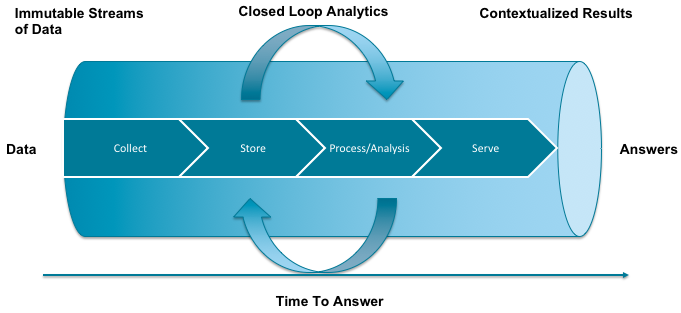 Immutable Streams
of Data
Closed Loop Analytics
Contextualized Results
Data
Collect
Store
Process/Analysis
Serve
Answers
Time To Answer